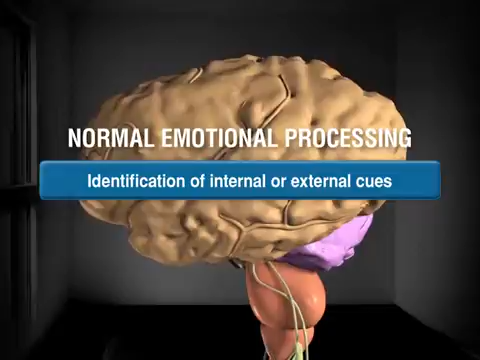 NORMAL EMOTIONAL PROCESSING
Identification of internal or external cues